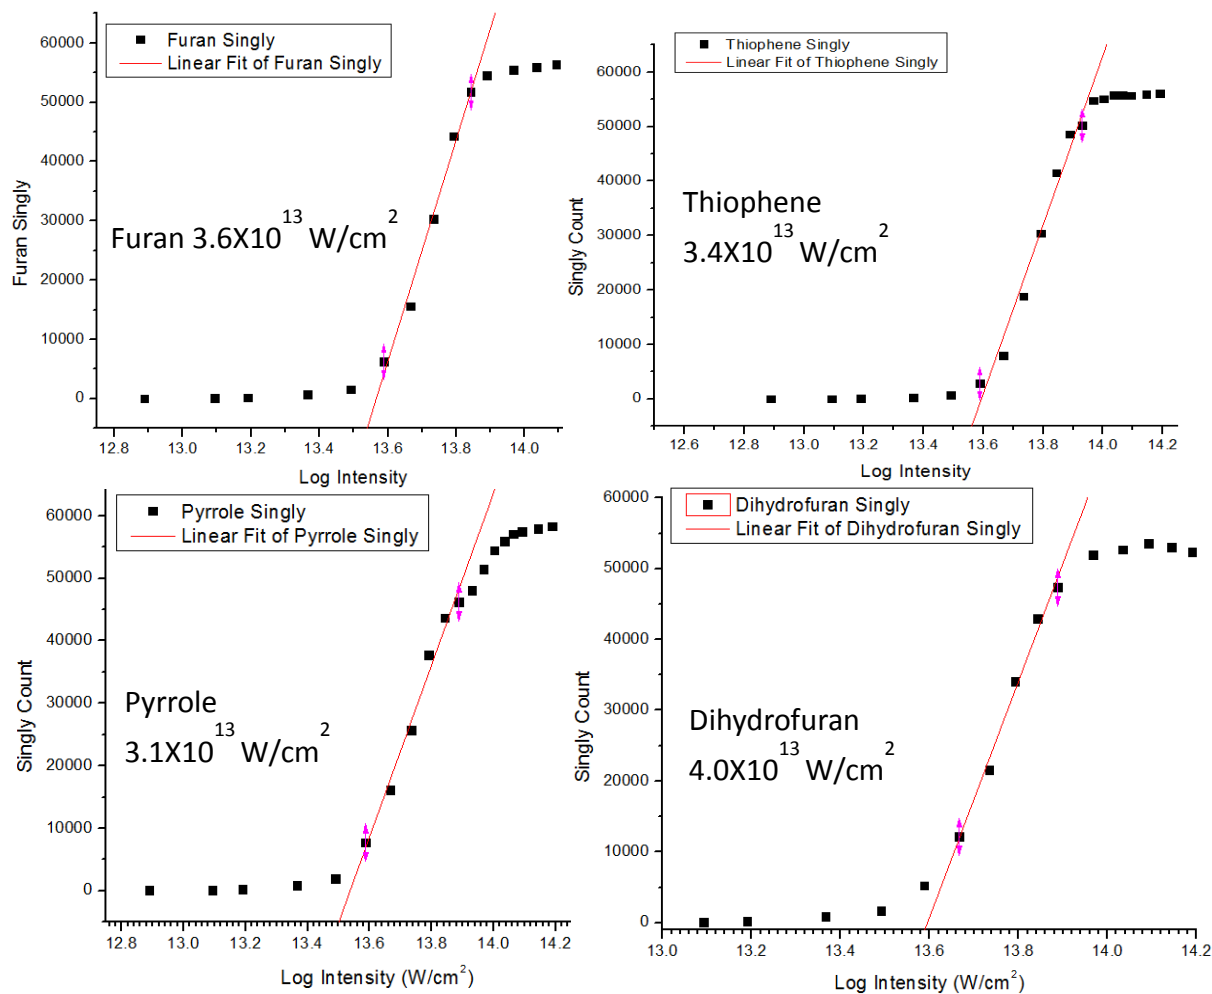 Furan Singly
Linear Fit of Furan Singly
60000
50000
40000
30000
20000
10000
0
Furan Singly
Furan 3.6X10^13 W/cm^2
12.8 13.0 13.2 13.4 13.6 13.8 14.0
Log Intensity
Thiophene Singly
Linear Fit of Thiophene Singly
60000
50000
40000
30000
20000
10000
0
Singly Count
Thiophene
3.4X10^13 W/cm^2
12.6 12.8 13.0 13.2 13.4 13.6 13.8 14.0 14.2
Log Intensity
Pyrrole Singly
Linear Fit of Pyrrole Singly
60000
50000
40000
30000
20000
10000
0
Singly Count
Pyrrole
3.1X10^13 W/cm^2
12.8 13.0 13.2 13.4 13.6 13.8 14.0 14.2
Log Intensity (W/cm^2)
Dihydrofuran Singly
Linear Fit of Dihydrofuran Singly
60000
50000
40000
30000
20000
10000
0
Singly Count
Dihydrofuran
4.0X10^13 W/cm^2
13.0 13.2 13.4 13.6 13.8 14.0 14.2
Log Intensity (W/cm^2)